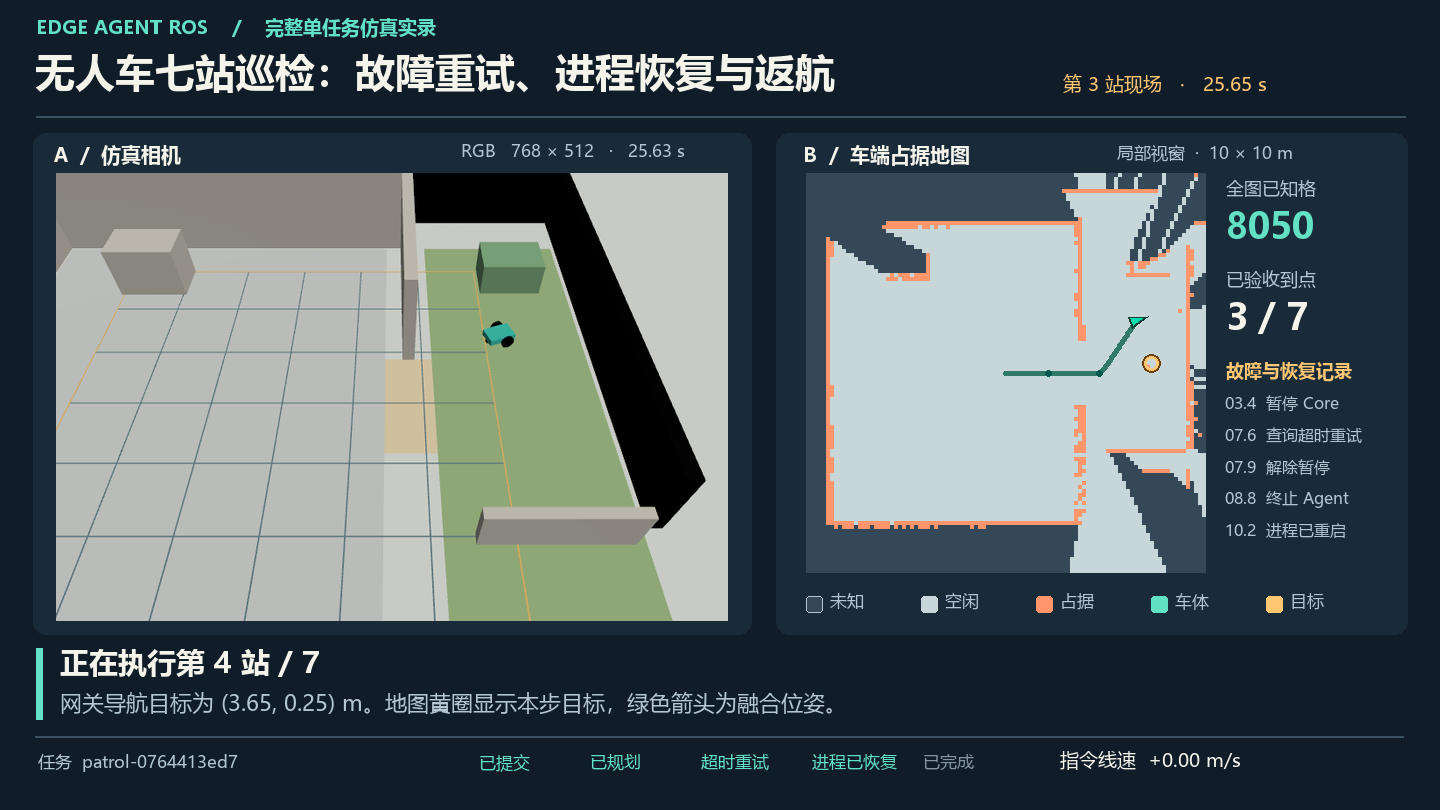 EDGE AGENT ROS / 完整单任务仿真实录
无人车七站巡检：故障重试、进程恢复与返航
第 3 站现场 · 25.65 s
A / 仿真相机
RGB 768 × 512 · 25.63 s
B / 车端占据地图
局部视窗 · 10 × 10 m
全图已知格
8050
已验收到点
3 / 7
故障与恢复记录
03.4 暂停 Core
07.6 查询超时重试
07.9 解除暂停
08.8 终止 Agent
10.2 进程已重启
未知
空闲
占据
车体
目标
正在执行第 4 站 / 7
网关导航目标为 (3.65, 0.25) m。地图黄圈显示本步目标，绿色箭头为融合位姿。
任务 patrol-0764413ed7
已提交
已规划
超时重试
进程已恢复
已完成
指令线速 +0.00 m/s